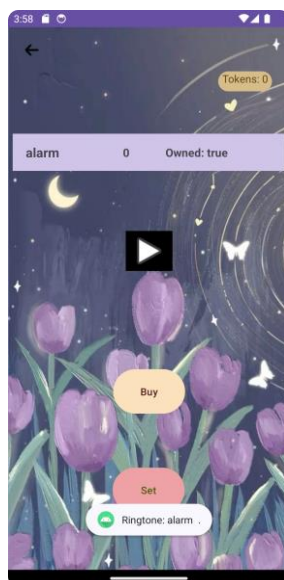 3:58
Tokens: 0
alarm 0 Owned: true
Buy
Set
Ringtone: alarm .